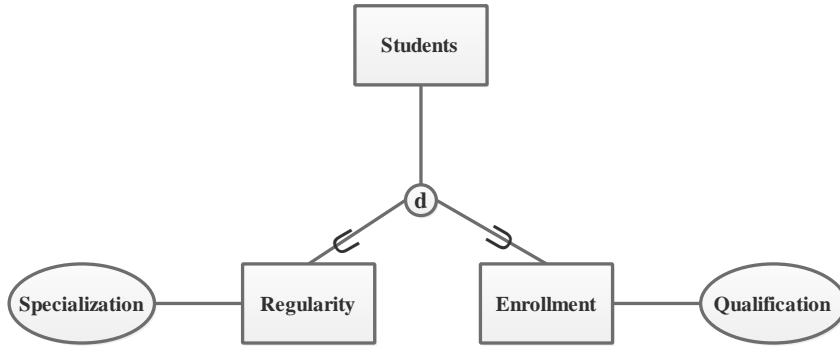 Students
d
Specialization
Regularity
Enrollment
Qualification